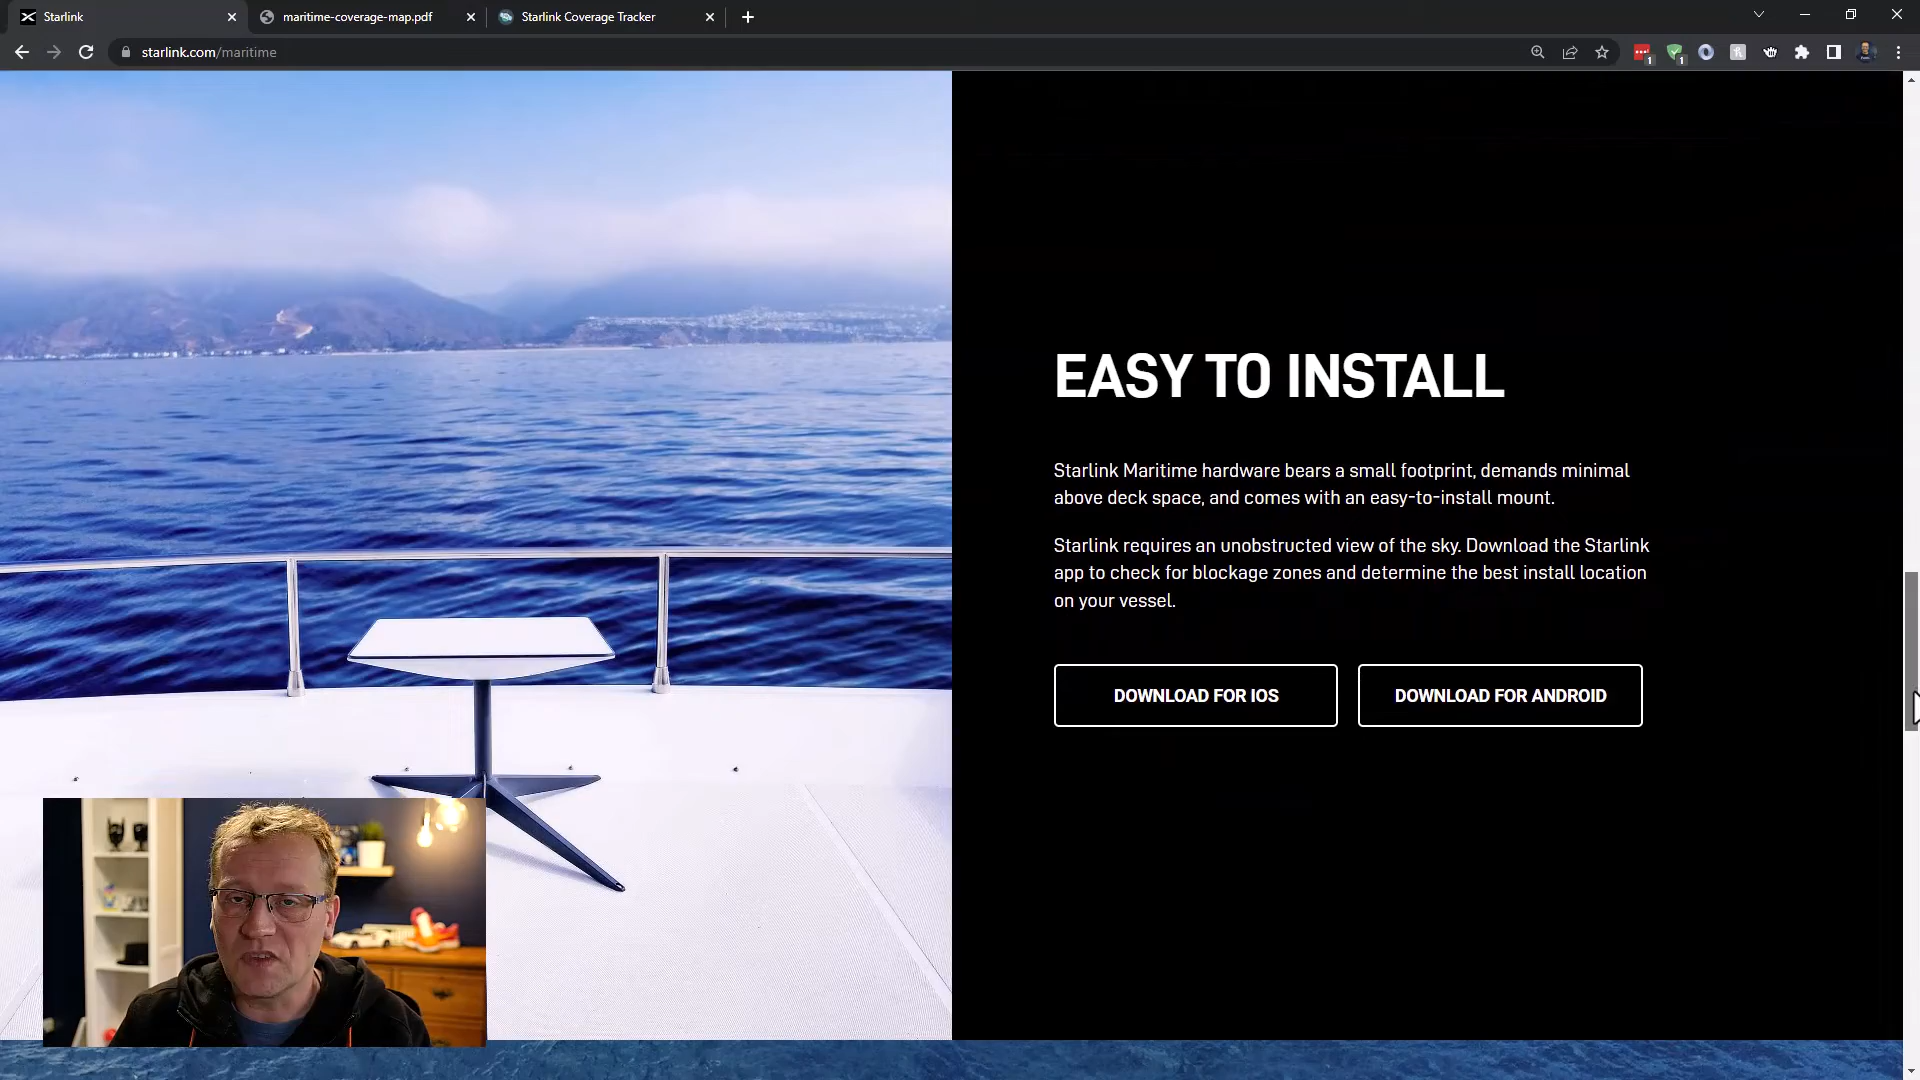 Starlink
maritime-coverage-map.pdf
Starlink Coverage Tracker
starlink.com/maritime
1
1
EASY TO INSTALL
Starlink Maritime hardware bears a small footprint, demands minimal
above deck space, and comes with an easy-to-install mount.
Starlink requires an unobstructed view of the sky. Download the Starlink
app to check for blockage zones and determine the best install location
on your vessel.
DOWNLOAD FOR IOS
DOWNLOAD FOR ANDROID